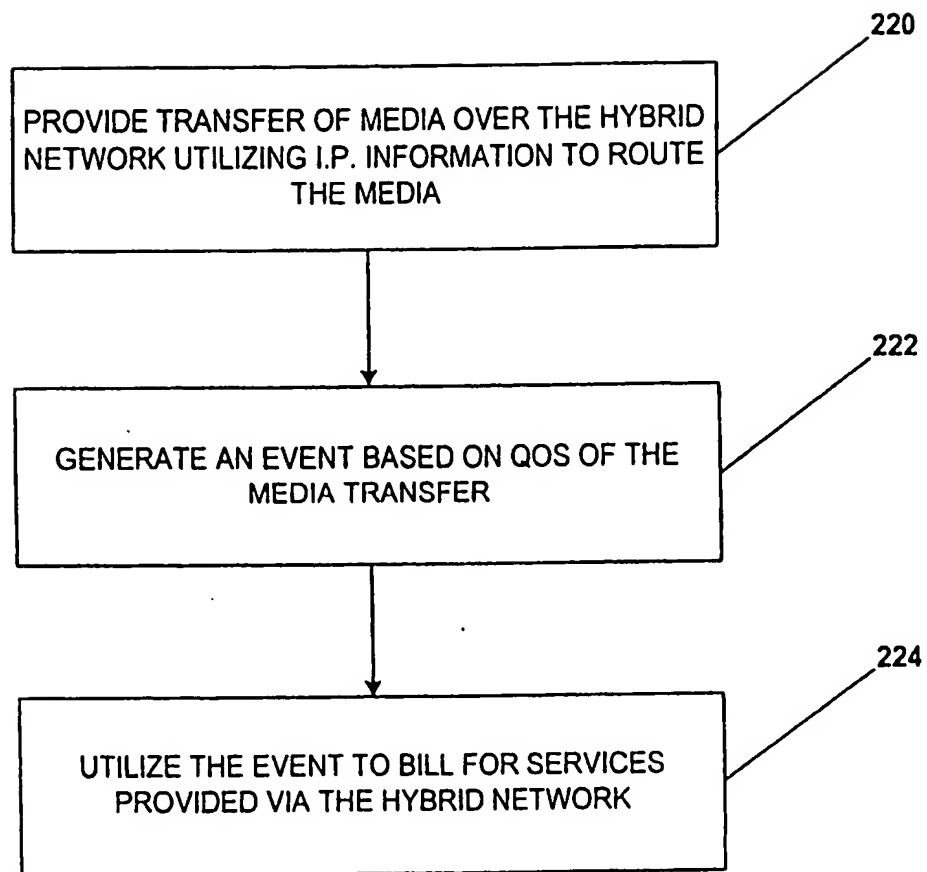 220
PROVIDE TRANSFER OF MEDIA OVER THE HYBRID
NETWORK UTILIZING I.P. INFORMATION TO ROUTE
THE MEDIA
222
GENERATE AN EVENT BASED ON QOS OF THE
MEDIA TRANSFER
224
UTILIZE THE EVENT TO BILL FOR SERVICES
PROVIDED VIA THE HYBRID NETWORK